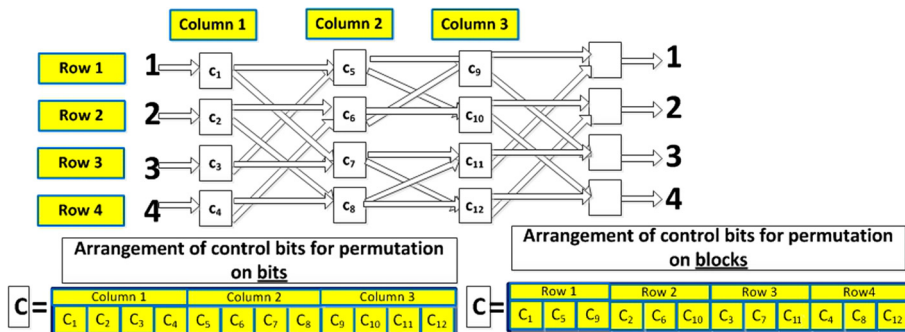 Column 1 Column 2 Column 3
Row 1 1 c1 c5 c9 1
Row 2 2 c2 c6 c10 2
Row 3 3 c3 c7 c11 3
Row 4 4 c4 c8 c12 4
Arrangement of control bits for permutation
on bits
C = Column 1 Column 2 Column 3
C1 C2 C3 C4 C5 C6 C7 C8 C9 C10 C11 C12
Arrangement of control bits for permutation
on blocks
C = Row 1 Row 2 Row 3 Row4
C1 C5 C9 C2 C6 C10 C3 C7 C11 C4 C8 C12